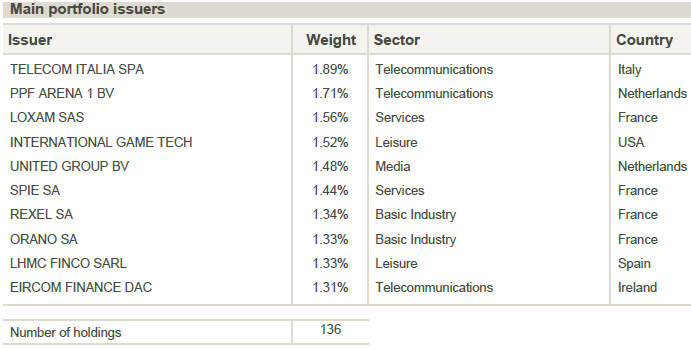 Main portfolio issuers
Issuer Weight Sector Country
TELECOM ITALIA SPA 1.89% Telecommunications Italy
PPF ARENA 1 BV 1.71% Telecommunications Netherlands
LOXAM SAS 1.56% Services France
INTERNATIONAL GAME TECH 1.52% Leisure USA
UNITED GROUP BV 1.48% Media Netherlands
SPIE SA 1.44% Services France
REXEL SA 1.34% Basic Industry France
ORANO SA 1.33% Basic Industry France
LHMC FINCO SARL 1.33% Leisure Spain
EIRCOM FINANCE DAC 1.31% Telecommunications Ireland
Number of holdings 136